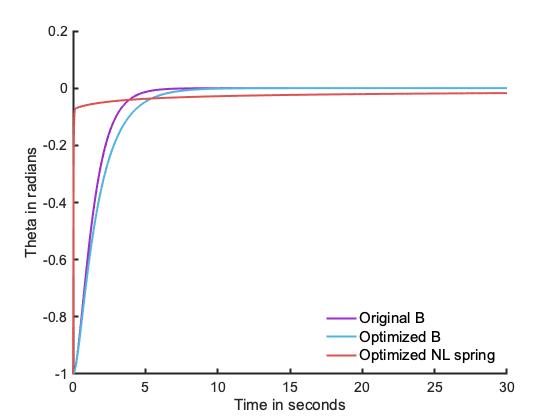 0.2
0
-0.2
-0.4
-0.6
-0.8
-1
Theta in radians
Original B
Optimized B
Optimized NL spring
0 5 10 15 20 25 30
Time in seconds